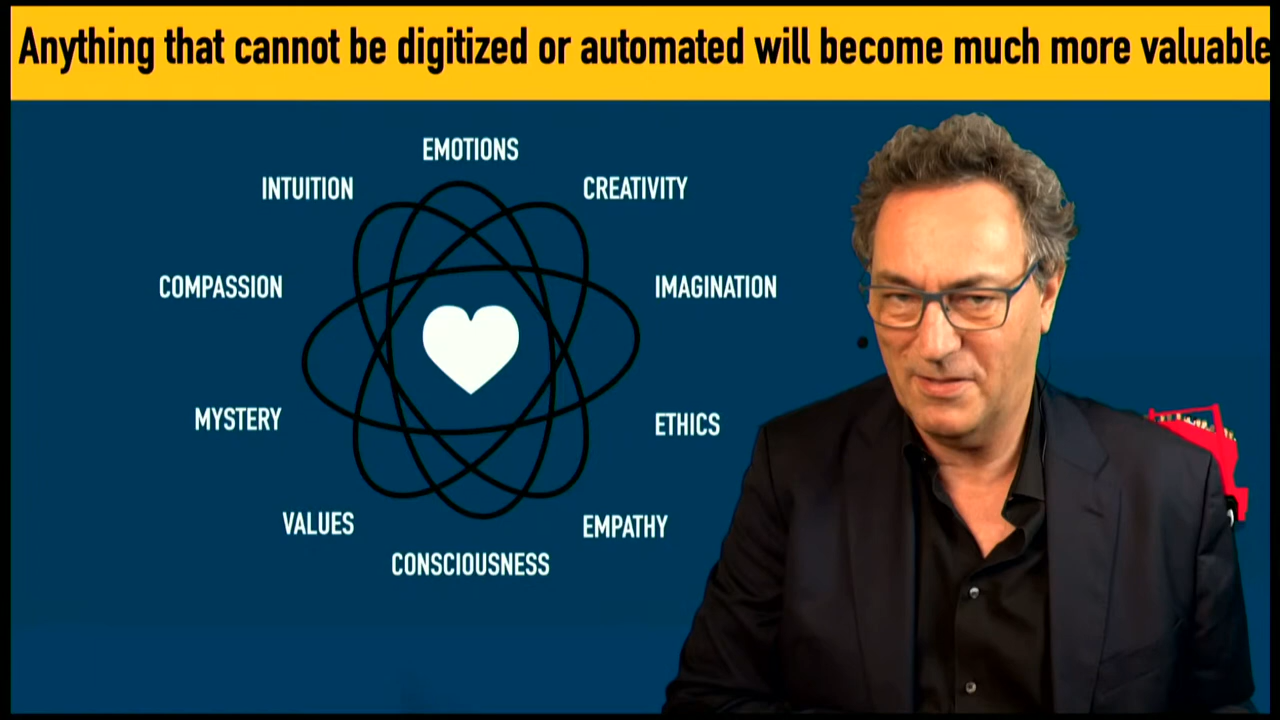 Anything that cannot be digitized or automated will become much more valuable
EMOTIONS
INTUITION
CREATIVITY
COMPASSION
IMAGINATION
MYSTERY
ETHICS
VALUES
EMPATHY
CONSCIOUSNESS